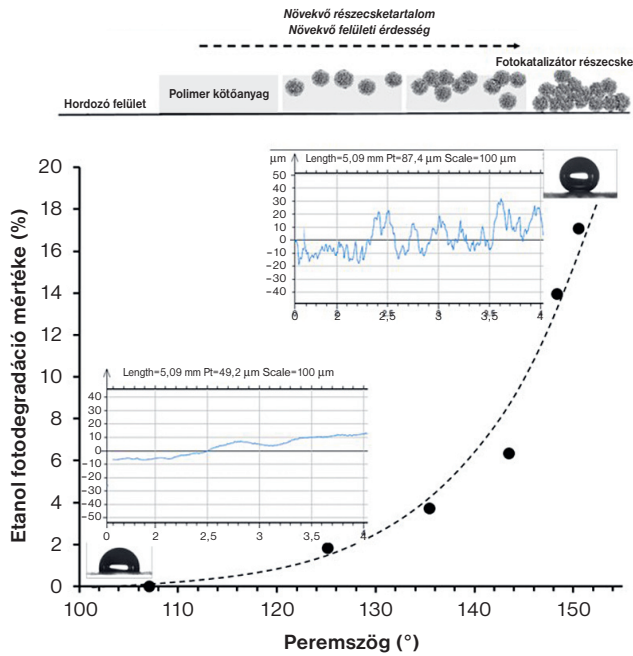 Növekvő részecsketartalom
Növekvő felületi érdesség
Fotokatalizátor részecske
Hordozó felület
Polimer kötőanyag
Etanol fotodegradáció mértéke (%)
20
18
16
14
12
10
8
6
4
2
0
µm Length=5,09 mm Pt=87,4 µm Scale=100 µm
50
40
30
20
10
0
−10
−20
−30
−40
0 2 2,5 3 3,5 4
Length=5,09 mm Pt=49,2 µm Scale=100 µm
40
30
20
10
0
−10
−20
−30
−40
−50
0 2 2,5 3 3,5 4
100 110 120 130 140 150
Peremszög (°)